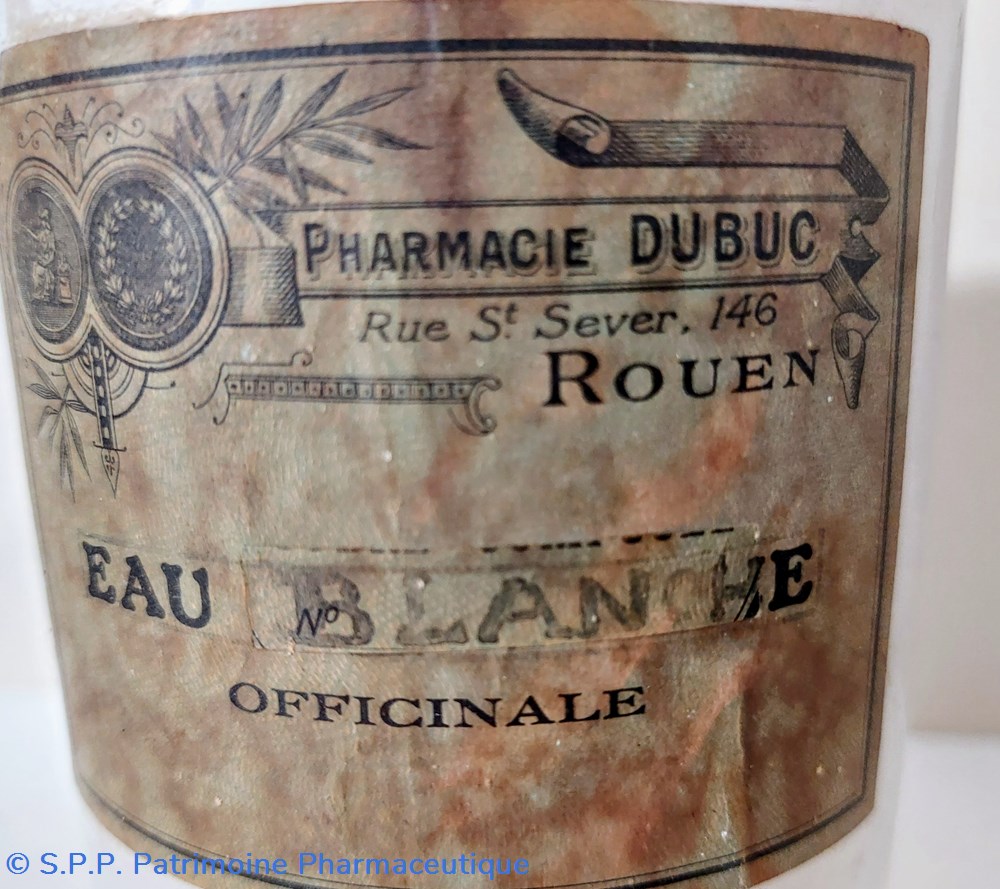 PHARMACIE DUBUC
Rue St Sever, 146
ROUEN
EAU BLANCHE
No
OFFICINALE
© S.P.P. Patrimoine Pharmaceutique